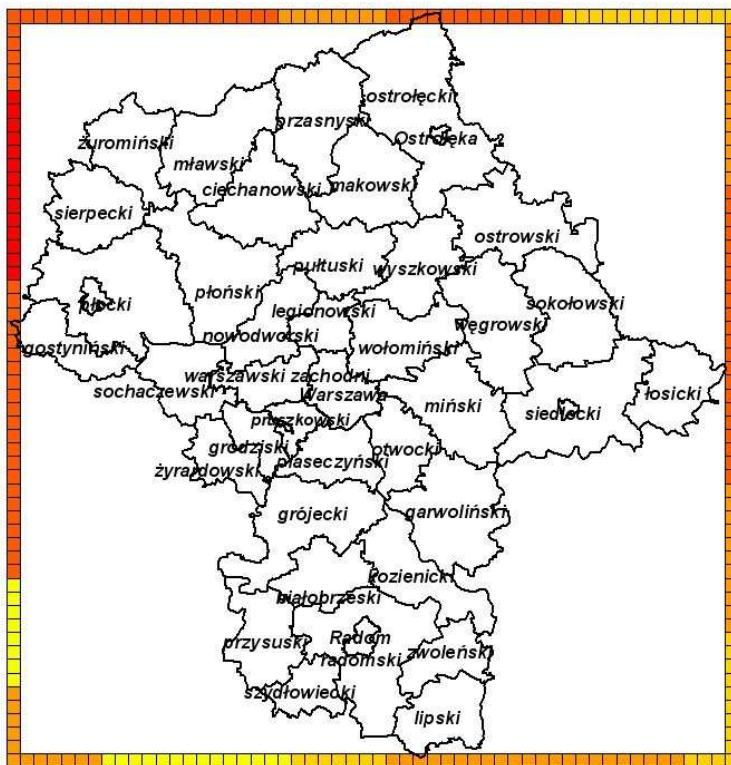 ostrołęcki
przasnyski
Ostrołęka
żuromiński
mławski
ciechanowski
makowski
sierpecki
ostrowski
pułtuski
wyszkowski
płoński
płocki
sokołowski
legionowski
węgrowski
nowodworski
gostyniński
wołomiński
warszawski zachodni
sochaczewski
Warszawa
miński
siedlecki
łosicki
pruszkowski
grodziski
otwocki
piaseczyński
żyrardowski
grójecki
garwoliński
kozienicki
białobrzeski
Radom
przysuski
zwoleński
radomski
szydłowiecki
lipski